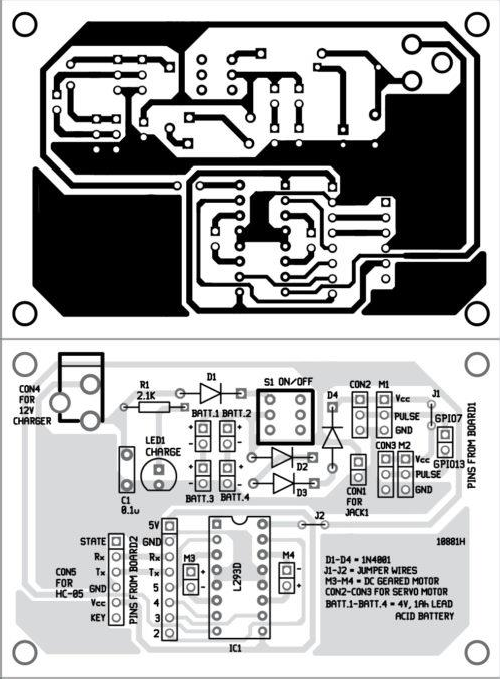 CON4
FOR
12V
CHARGER
R1
2.1K
D1
BATT.1 BATT.2
+ +
- -
S1 ON/OFF
D4
CON2 M1
Vcc
PULSE
GND
J1
GPIO7
GPIO13
PINS FROM BOARD1
LED1
CHARGE
C1
0.1u
+ +
- -
BATT.3 BATT.4
D2
D3
CON1
FOR
JACK1
CON3 M2
Vcc
PULSE
GND
J2
10881H
CON5
FOR
HC-05
STATE
Rx
Tx
GND
Vcc
KEY
PINS FROM BOARD2
5V
GND
Rx
Tx
5
4
3
2
M3
+
-
L293D
IC1
M4
+
-
D1-D4 = 1N4001
J1-J2 = JUMPER WIRES
M3-M4 = DC GEARED MOTOR
CON2-CON3 FOR SERVO MOTOR
BATT.1-BATT.4 = 4V, 1Ah LEAD
ACID BATTERY